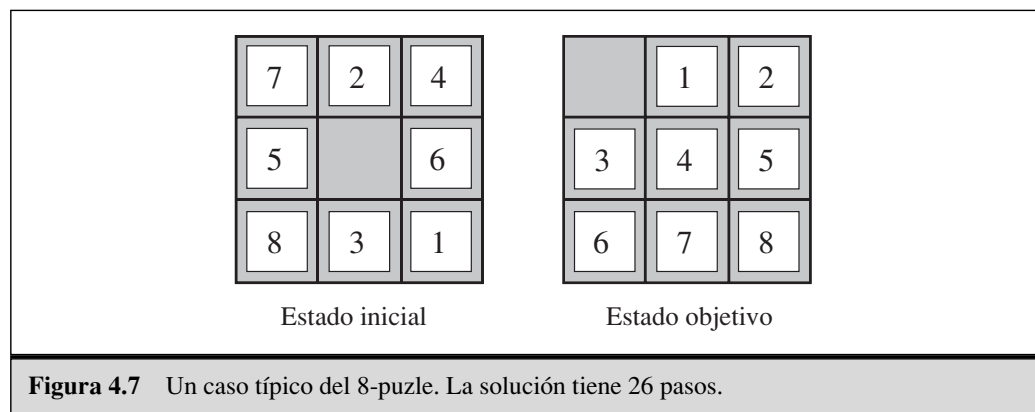 7 2 4 1 2
5 6 3 4 5
8 3 1 6 7 8
Estado inicial Estado objetivo
Figura 4.7 Un caso típico del 8-puzle. La solución tiene 26 pasos.